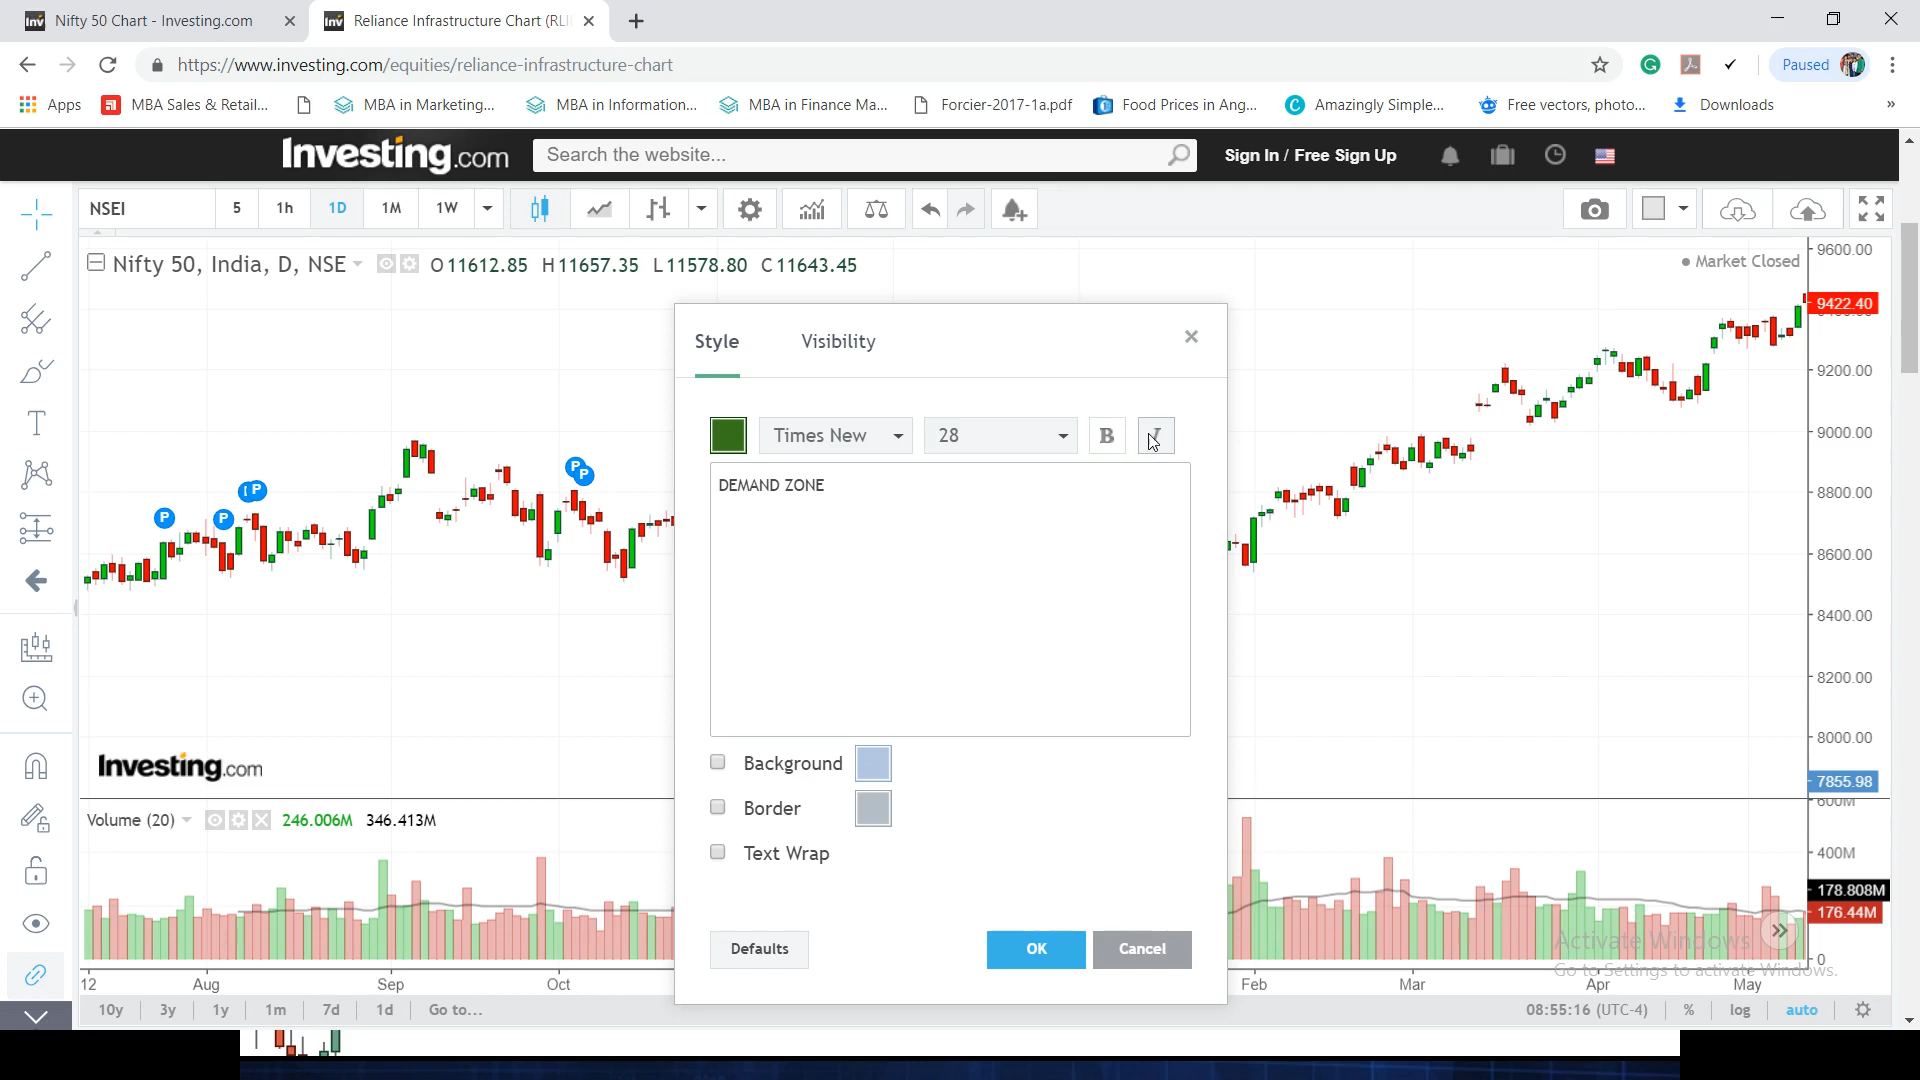 Nifty 50 Chart - Investing.com
Reliance Infrastructure Chart (RLI
https://www.investing.com/equities/reliance-infrastructure-chart
Paused
Apps
MBA Sales & Retail...
MBA in Marketing...
MBA in Information...
MBA in Finance Ma...
Forcier-2017-1a.pdf
Food Prices in Ang...
Amazingly Simple...
Free vectors, photo...
Downloads
»
Investing.com
Search the website...
Sign In / Free Sign Up
NSEI
5
1h
1D
1M
1W
Nifty 50, India, D, NSE
O 11612.85 H 11657.35 L 11578.80 C 11643.45
Market Closed
9600.00
9422.40
9200.00
9000.00
8800.00
8600.00
8400.00
8200.00
8000.00
7855.98
P
P
P
P
P
Style
Visibility
Times New
28
B
DEMAND ZONE
Background
Border
Text Wrap
Defaults
OK
Cancel
Investing.com
Volume (20)
246.006M 346.413M
600M
400M
178.808M
176.44M
0
Activate Windows
Go to Settings to activate Windows.
12
Aug
Sep
Oct
Feb
Mar
Apr
May
10y
3y
1y
1m
7d
1d
Go to...
08:55:16 (UTC-4)
%
log
auto